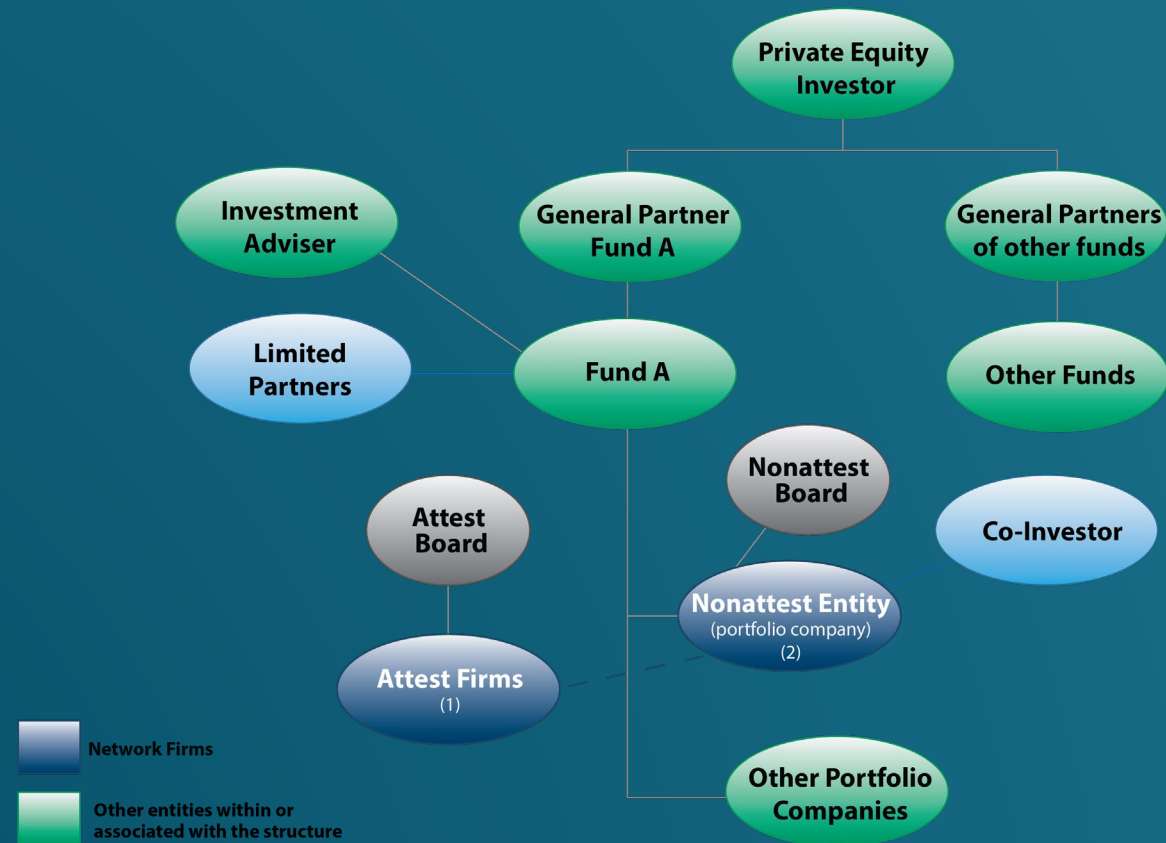 Private Equity
Investor
Investment
Adviser
General Partner
Fund A
General Partners
of other funds
Limited
Partners
Fund A
Other Funds
Nonattest
Board
Attest
Board
Co-Investor
Nonattest Entity
(portfolio company)
(2)
Attest Firms
(1)
Network Firms
Other Portfolio
Companies
Other entities within or
associated with the structure